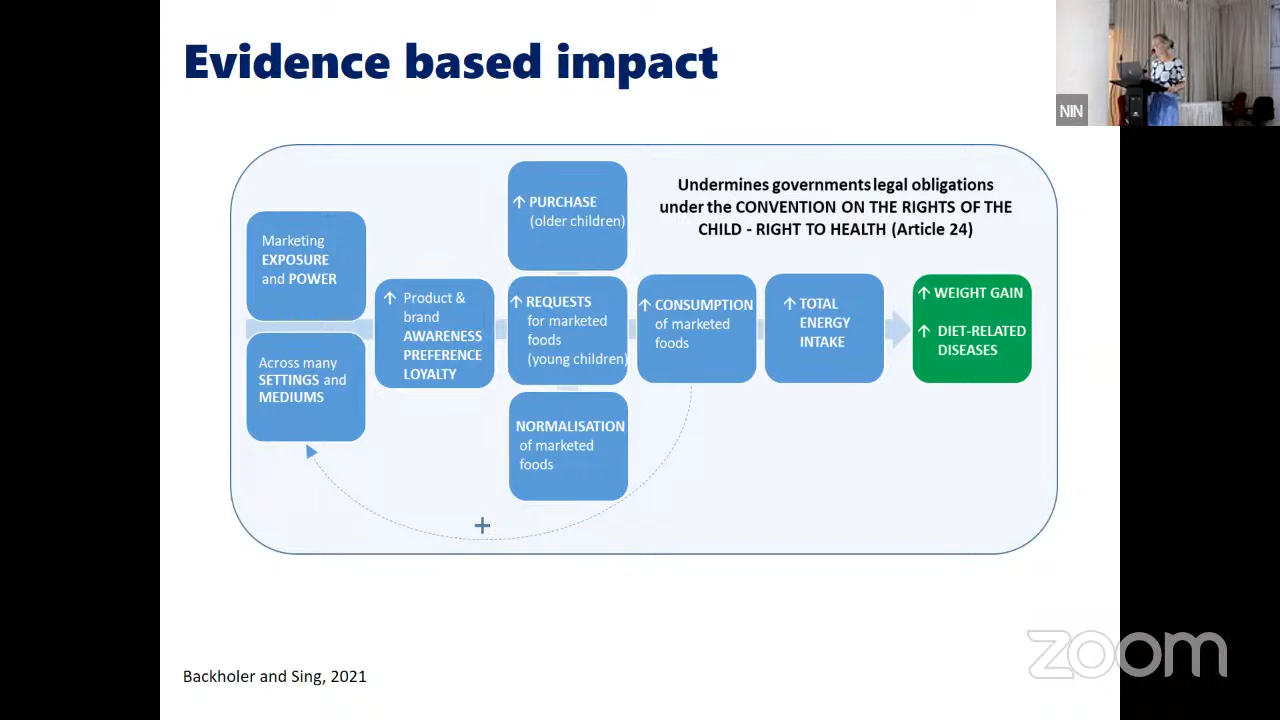 Evidence based impact
NIN
Undermines governments legal obligations
under the CONVENTION ON THE RIGHTS OF THE
CHILD - RIGHT TO HEALTH (Article 24)
Marketing
EXPOSURE
and POWER
Across many
SETTINGS and
MEDIUMS
↑ Product &
brand
AWARENESS
PREFERENCE
LOYALTY
↑ PURCHASE
(older children)
↑ REQUESTS
for marketed
foods
(young children)
NORMALISATION
of marketed
foods
↑ CONSUMPTION
of marketed
foods
↑ TOTAL
ENERGY
INTAKE
↑ WEIGHT GAIN
↑ DIET-RELATED
DISEASES
+
Backholer and Sing, 2021
zoom